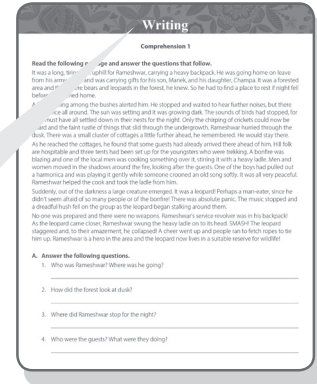 Writing
Comprehension 1
Read the following and answer the questions that follow.
It was a long, uphill for Rameshwar, carrying a heavy backpack. He was going home on leave
from his army and was carrying gifts for his son, Manek, and his daughter, Champa. It was a forested
area and there were bears and leopards in the forest, he knew. So he had to find a place to rest if night fell
before home.
A among the bushes alerted him. He stopped and waited to hear further noises, but there
all around. The sun was setting and it was growing dark. The sounds of birds had stopped, for
must have all settled down in their nests for the night. Only the chirping of crickets could now be
and the faint rustle of things that slid through the undergrowth. Rameshwar hurried through the
dusk. There was a small cluster of cottages a little further ahead, he remembered. He would stay there.
As he reached the cottages, he found that some guests had already arrived there ahead of him. Hill folk
are hospitable and three tents had been set up for the youngsters who were trekking. A bonfire was
blazing and one of the local men was cooking something over it, stirring it with a heavy ladle. Men and
women moved in the shadows around the fire, looking after the guests. One of the boys had pulled out
a harmonica and was playing it gently while someone crooned an old song softly. It was all very peaceful.
Rameshwar helped the cook and took the ladle from him.
Suddenly, out of the darkness a large creature emerged. It was a leopard! Perhaps a man-eater, since he
didn't seem afraid of so many people or of the bonfire! There was absolute panic. The music stopped and
a dreadful hush fell on the group as the leopard began stalking around them.
No one was prepared and there were no weapons. Rameshwar's service revolver was in his backpack!
As the leopard came closer, Rameshwar swung the heavy ladle on to its head. SMASH! The leopard
staggered and, to their amazement, he collapsed! A cheer went up and people ran to fetch ropes to tie
him up. Rameshwar is a hero in the area and the leopard now lives in a suitable reserve for wildlife!
A. Answer the following questions.
1. Who was Rameshwar? Where was he going?
2. How did the forest look at dusk?
3. Where did Rameshwar stop for the night?
4. Who were the guests? What were they doing?